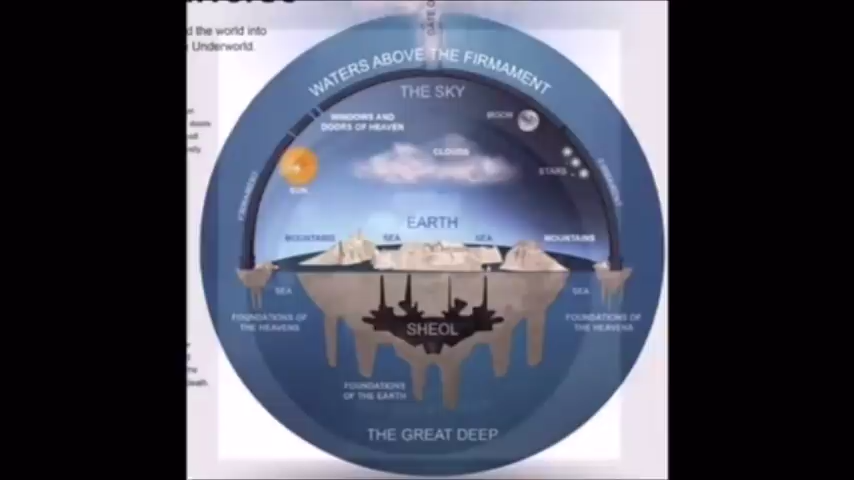 d the world into
Underworld.
GATE O
WATERS ABOVE THE FIRMAMENT
THE SKY
WINDOWS AND
DOORS OF HEAVEN
MOON
CLOUDS
STARS
SUN
FIRMAMENT
EARTH
MOUNTAINS
SEA
SEA
MOUNTAINS
SEA
SEA
FOUNDATIONS OF
THE HEAVENS
SHEOL
FOUNDATIONS OF
THE HEAVENS
FOUNDATIONS
OF THE EARTH
THE GREAT DEEP